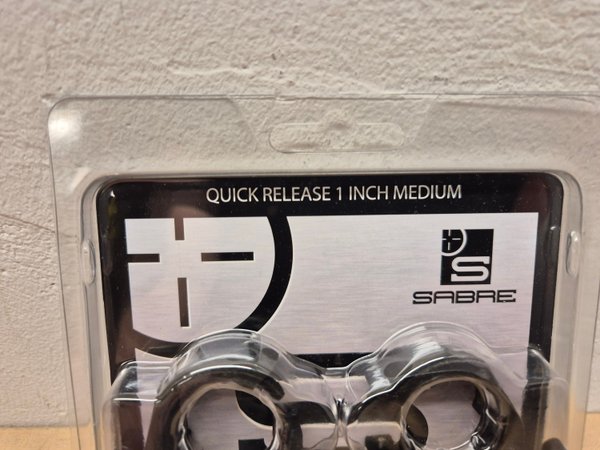 QUICK RELEASE 1 INCH MEDIUM
S
SABRE